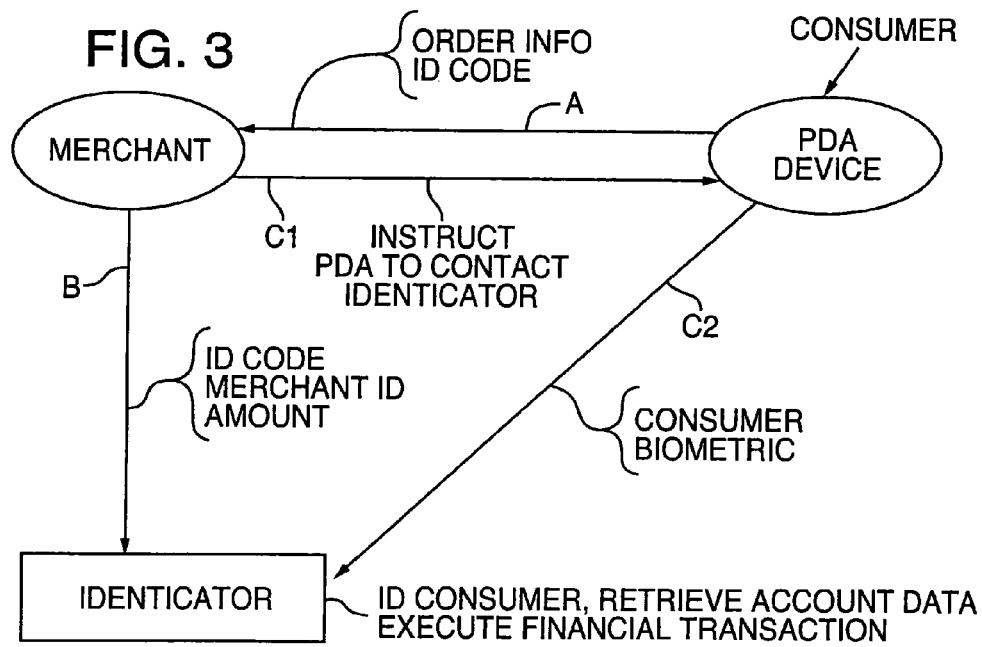 FIG. 3
ORDER INFO
ID CODE
CONSUMER
A
MERCHANT
PDA
DEVICE
C1
INSTRUCT
PDA TO CONTACT
IDENTICATOR
B
C2
ID CODE
MERCHANT ID
AMOUNT
CONSUMER
BIOMETRIC
IDENTICATOR
ID CONSUMER, RETRIEVE ACCOUNT DATA
EXECUTE FINANCIAL TRANSACTION